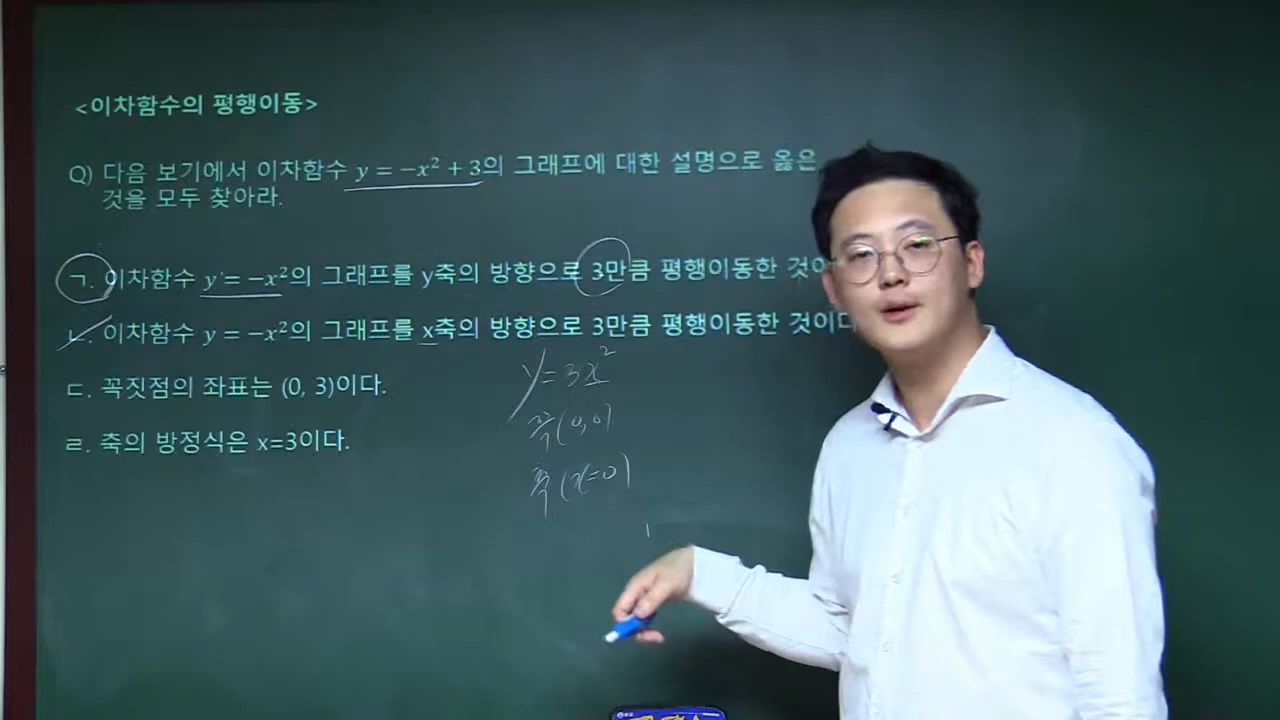 <이차함수의 평행이동>
Q) 다음 보기에서 이차함수 y = −x² + 3의 그래프에 대한 설명으로 옳은
것을 모두 찾아라.
ㄱ. 이차함수 y = −x²의 그래프를 y축의 방향으로 3만큼 평행이동한 것이
ㄴ. 이차함수 y = −x²의 그래프를 x축의 방향으로 3만큼 평행이동한 것이다
y = 3x²
ㄷ. 꼭짓점의 좌표는 (0, 3)이다.
꼭(0,0)
ㄹ. 축의 방정식은 x=3이다.
축(x=0)